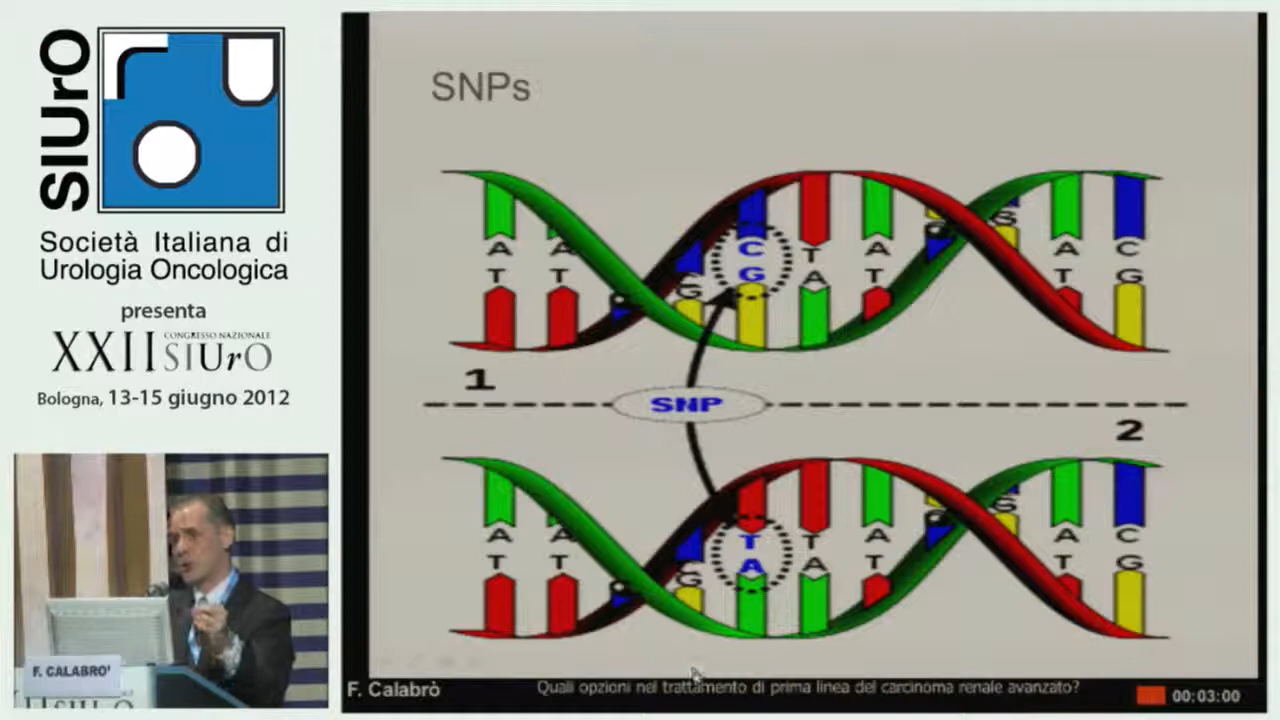 SIUrO
Società Italiana di
Urologia Oncologica
presenta
XXII CONGRESSO NAZIONALE
SIUrO
Bologna, 13-15 giugno 2012
F. CALABRO'
SNPs
A A C T A A C
T T G G A T T G
1
SNP
2
A A T T A A C
T T G A A T T G
F. Calabrò
Quali opzioni nel trattamento di prima linea del carcinoma renale avanzato?
00:03:00